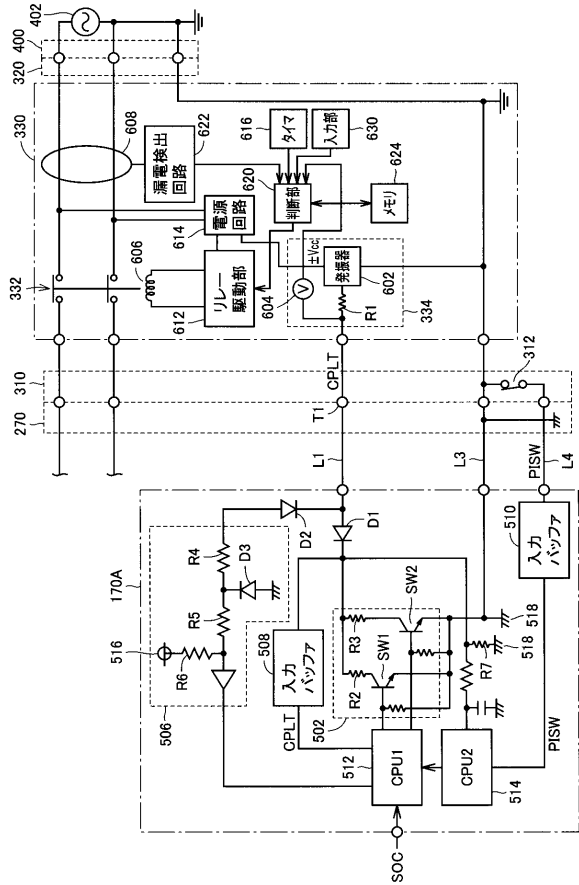 402
400
320
330
608
622
漏電検出
回路
616
タイマ
630
入力部
620
判断部
624
メモリ
614
電源
回路
332
606
612
リレー
駆動部
604
V
±Vcc
発振器
602
R1
334
310
270
312
CPLT
T1
L1
L3
PISW
L4
170A
D2
D1
R4
D3
R5
516
R6
506
508
入力
バッファ
CPLT
R3
SW2
R2
SW1
502
510
入力
バッファ
518
518
R7
512
CPU1
CPU2
514
PISW
SOC